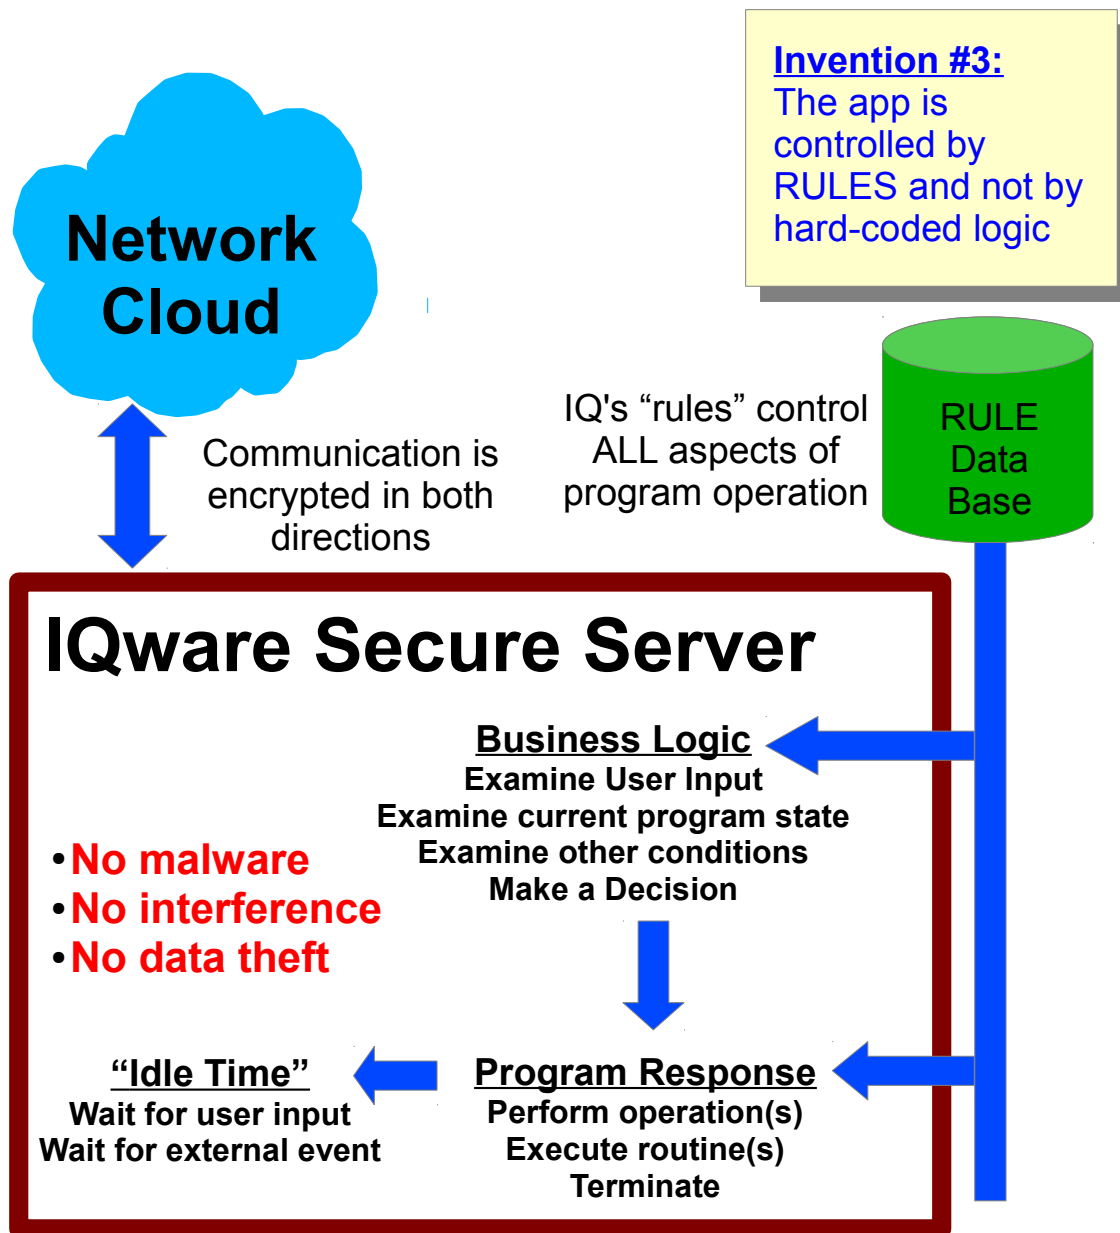 Invention #3:
The app is
controlled by
RULES and not by
hard-coded logic
Network
Cloud
IQ's “rules” control
ALL aspects of
program operation
RULE
Data
Base
Communication is
encrypted in both
directions
IQware Secure Server
Business Logic
Examine User Input
Examine current program state
Examine other conditions
Make a Decision
•No malware
•No interference
•No data theft
“Idle Time”
Wait for user input
Wait for external event
Program Response
Perform operation(s)
Execute routine(s)
Terminate